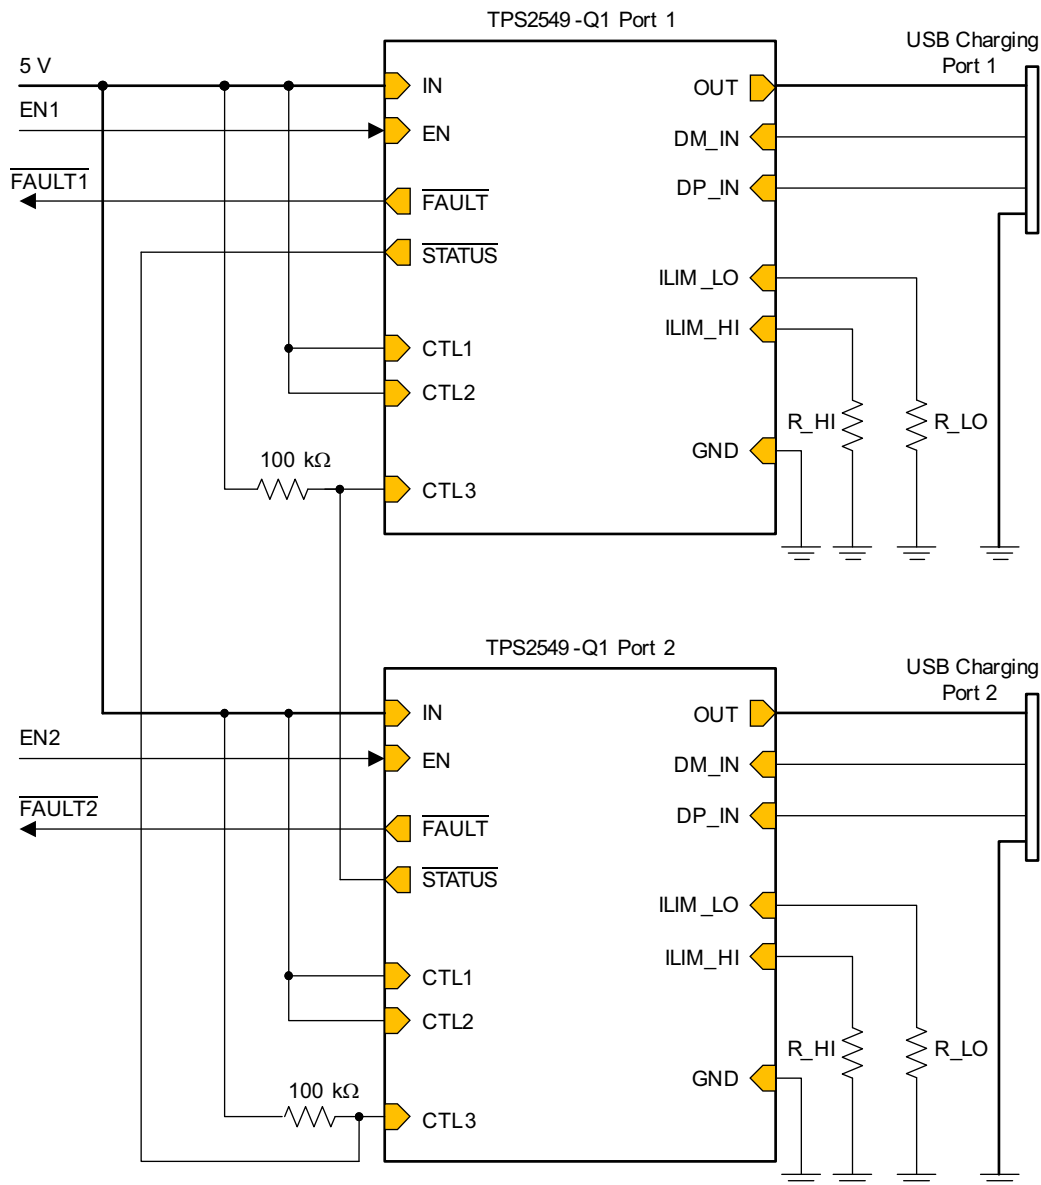 TPS2549-Q1 Port 1
USB Charging
Port 1
5 V
IN
OUT
EN1
EN
DM_IN
FAULT1
FAULT
DP_IN
STATUS
ILIM_LO
ILIM_HI
CTL1
CTL2
R_HI
R_LO
GND
100 kΩ
CTL3
TPS2549-Q1 Port 2
USB Charging
Port 2
IN
OUT
EN2
EN
DM_IN
FAULT2
FAULT
DP_IN
STATUS
ILIM_LO
ILIM_HI
CTL1
CTL2
R_HI
R_LO
GND
100 kΩ
CTL3